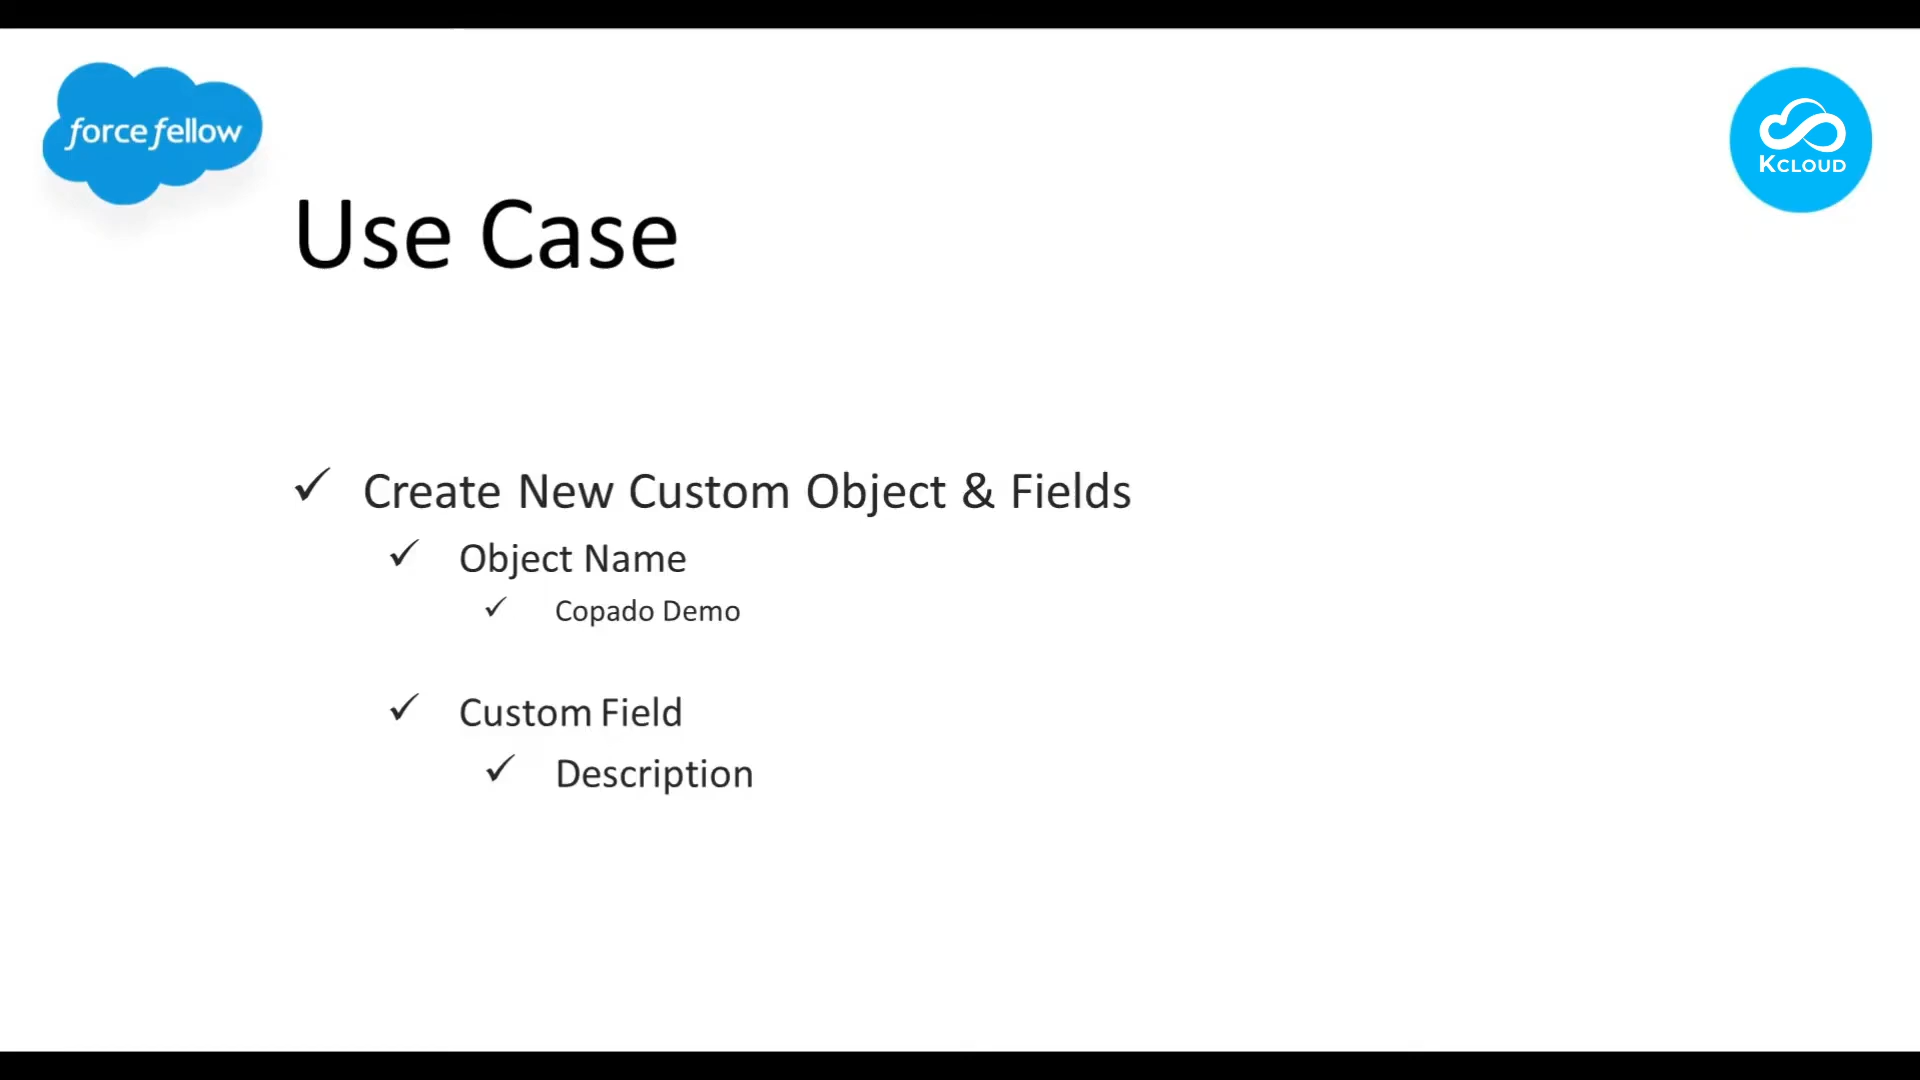 force fellow
KCLOUD
Use Case
✓ Create New Custom Object & Fields
✓ Object Name
✓ Copado Demo
✓ Custom Field
✓ Description